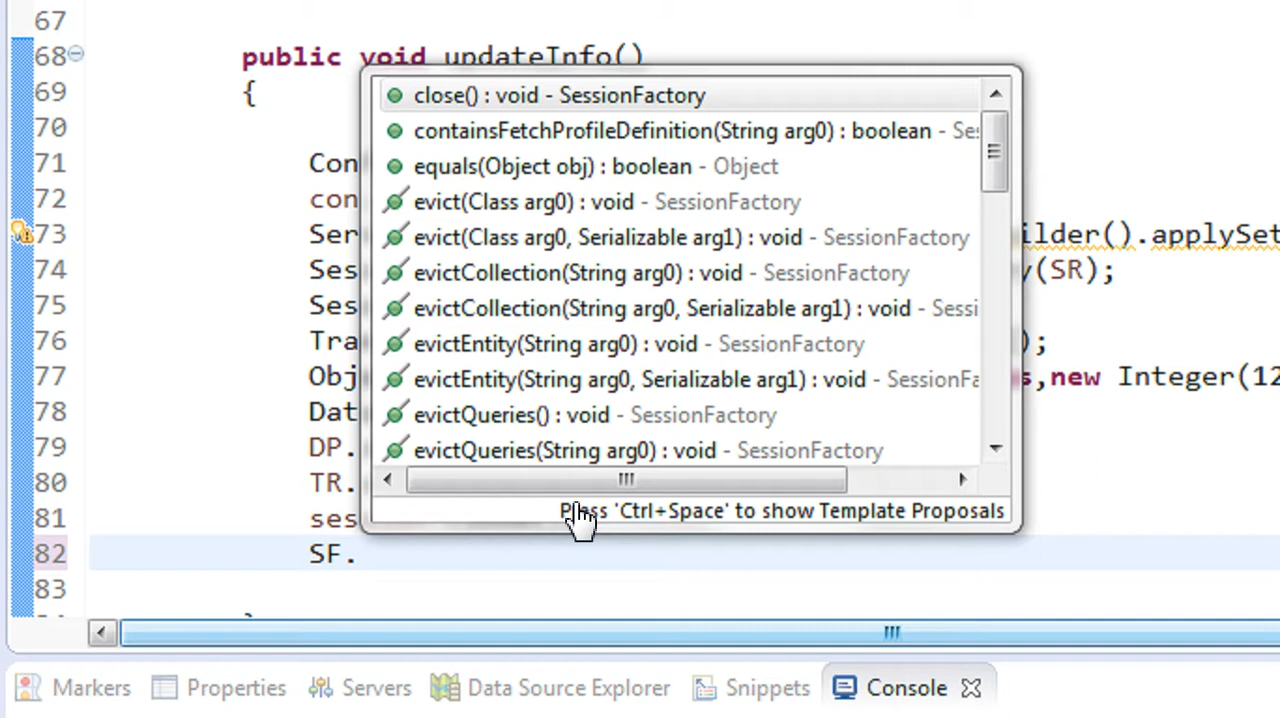 67
68 public void updateInfo()
69 {
70
71 Con
72 con
73 Ser ilder().applySet
74 Ses y(SR);
75 Ses
76 Tra );
77 Obj s,new Integer(12
78 Dat
79 DP.
80 TR.
81 ses
82 SF.
83
close() : void - SessionFactory
containsFetchProfileDefinition(String arg0) : boolean - Ses
equals(Object obj) : boolean - Object
evict(Class arg0) : void - SessionFactory
evict(Class arg0, Serializable arg1) : void - SessionFactory
evictCollection(String arg0) : void - SessionFactory
evictCollection(String arg0, Serializable arg1) : void - Sessi
evictEntity(String arg0) : void - SessionFactory
evictEntity(String arg0, Serializable arg1) : void - SessionFa
evictQueries() : void - SessionFactory
evictQueries(String arg0) : void - SessionFactory
Press 'Ctrl+Space' to show Template Proposals
Markers Properties Servers Data Source Explorer Snippets Console